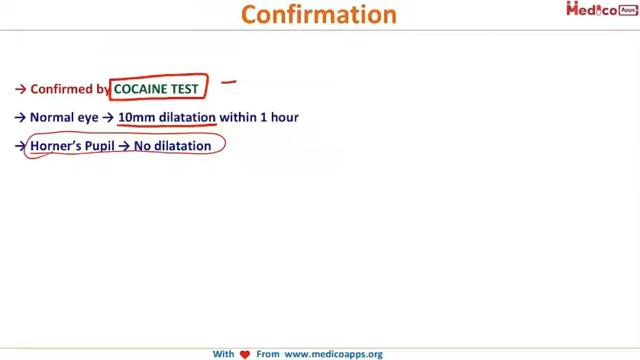 Confirmation
Medico Apps
→ Confirmed by COCAINE TEST
→ Normal eye → 10mm dilatation within 1 hour
→ Horner's Pupil → No dilatation
With ❤ From www.medicoapps.org